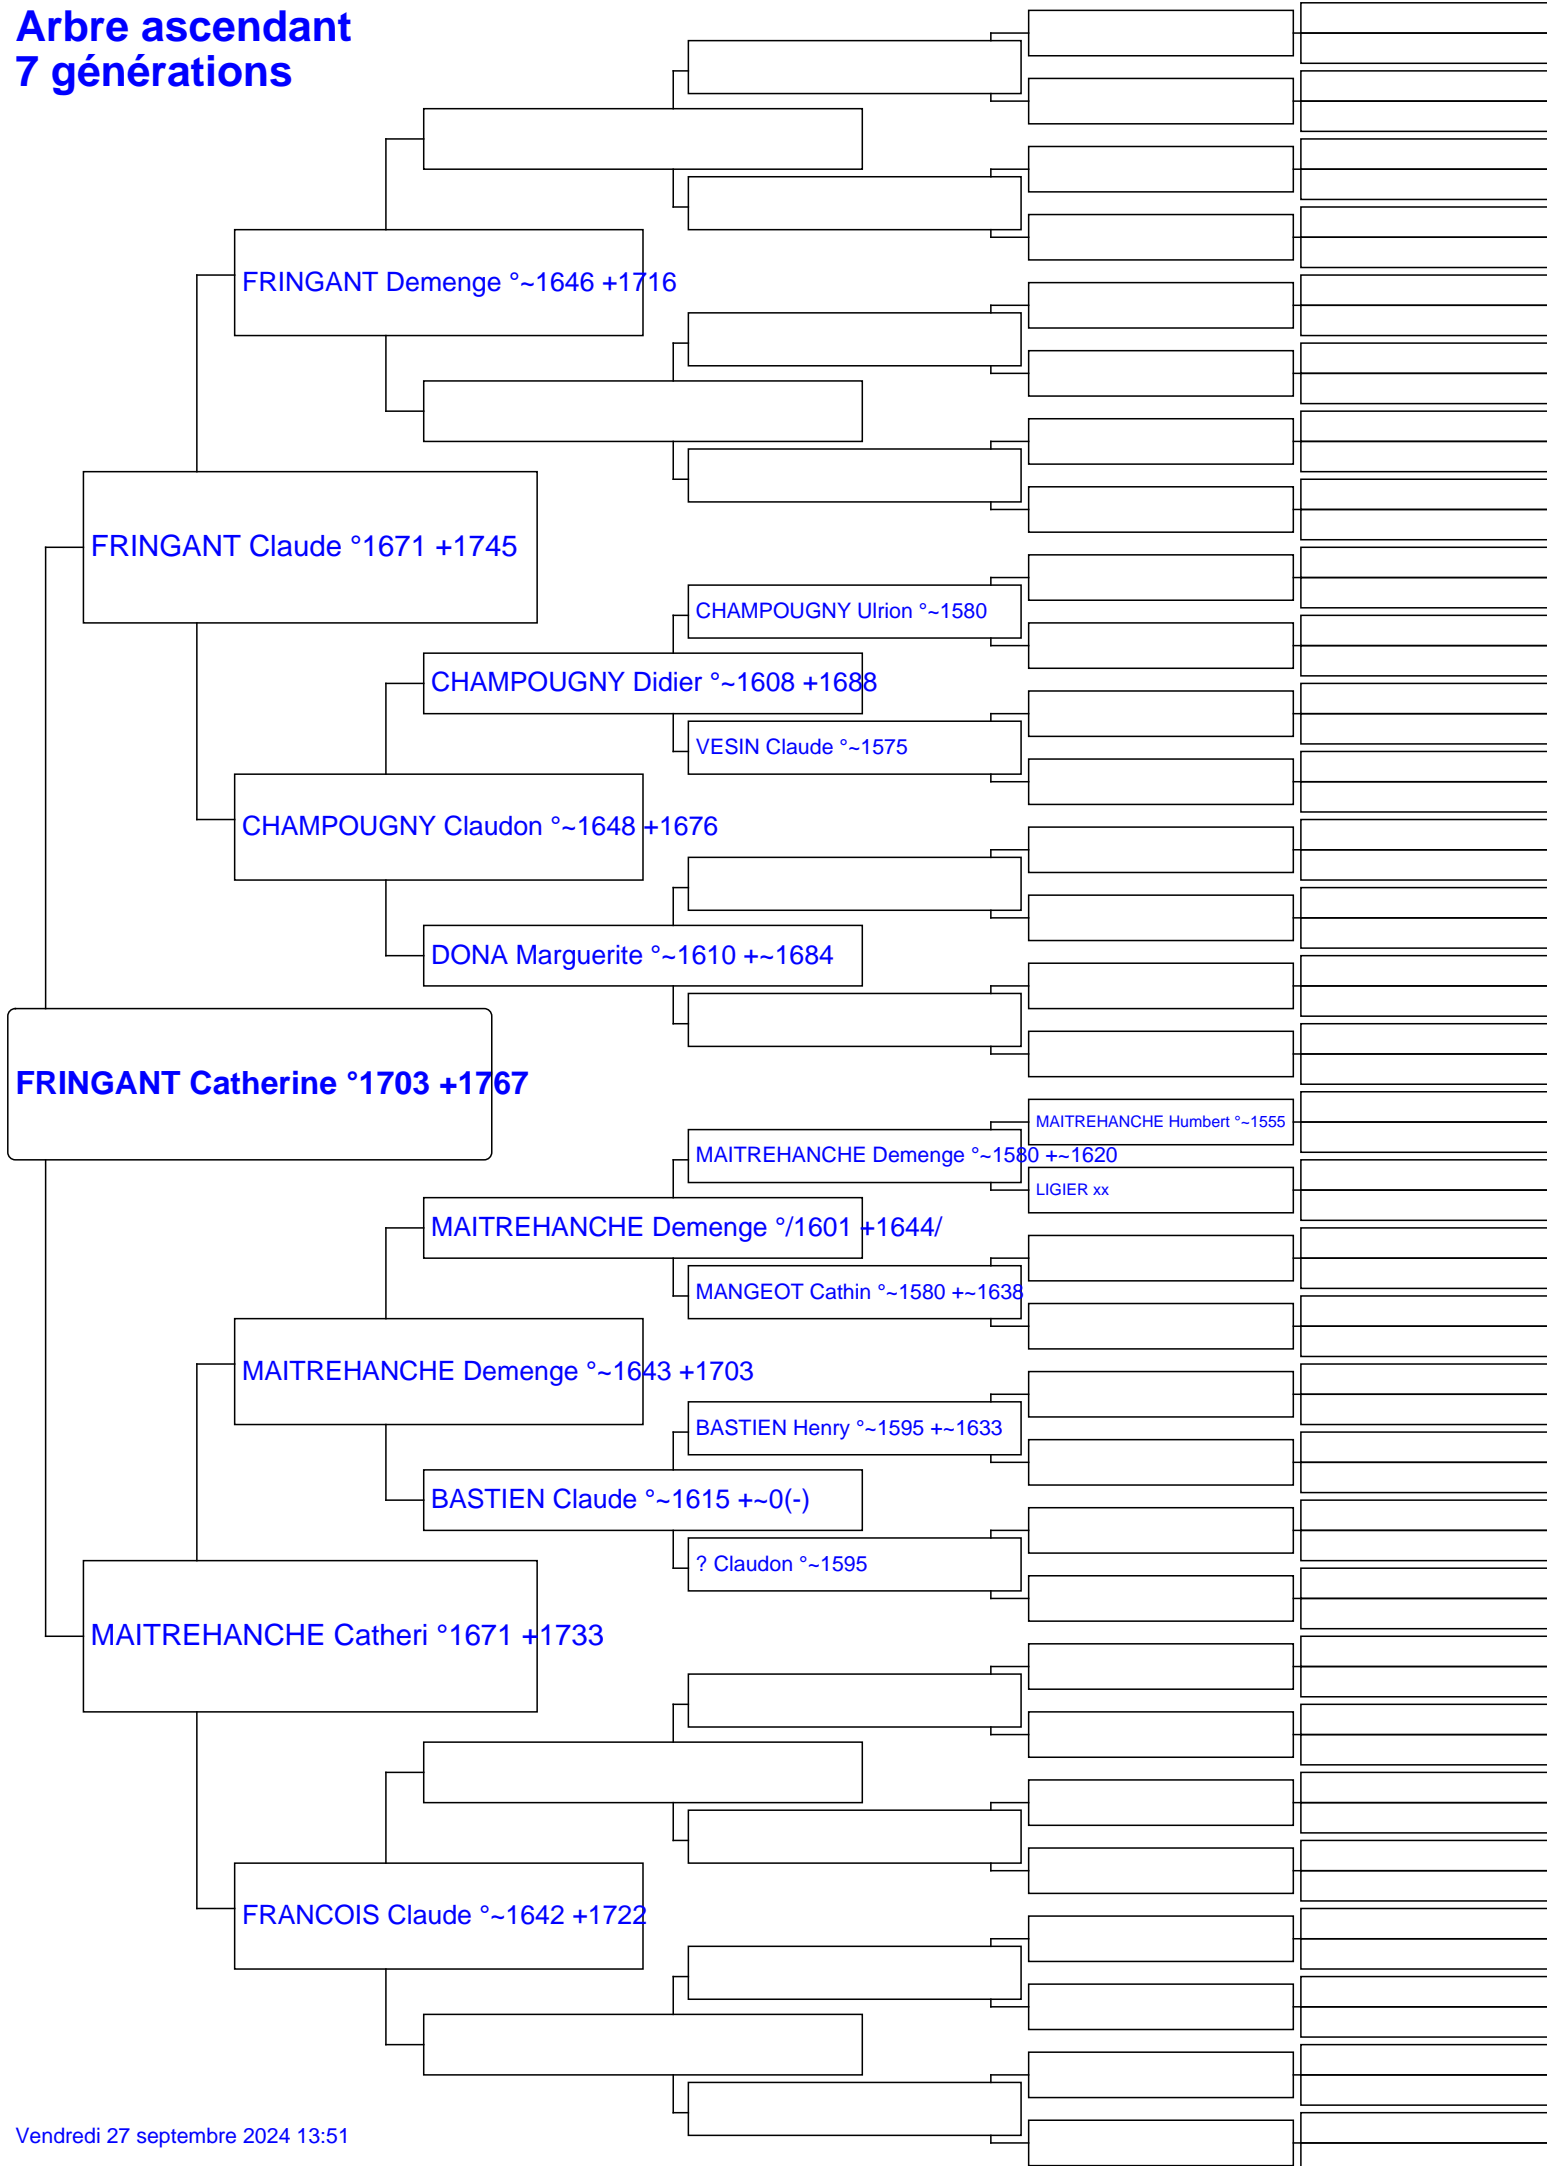 Arbre ascendant
7 générations
FRINGANT Demenge °~1646 +1716
FRINGANT Claude °1671 +1745
CHAMPOUGNY Ulrion °~1580
CHAMPOUGNY Didier °~1608 +1688
VESIN Claude °~1575
CHAMPOUGNY Claudon °~1648 +1676
DONA Marguerite °~1610 +~1684
FRINGANT Catherine °1703 +1767
MAITREHANCHE Humbert °~1555
MAITREHANCHE Demenge °~1580 +~1620
LIGIER xx
MAITREHANCHE Demenge °/1601 +1644/
MANGEOT Cathin °~1580 +~1638
MAITREHANCHE Demenge °~1643 +1703
BASTIEN Henry °~1595 +~1633
BASTIEN Claude °~1615 +~0(-)
? Claudon °~1595
MAITREHANCHE Catheri °1671 +1733
FRANCOIS Claude °~1642 +1722
Vendredi 27 septembre 2024 13:51